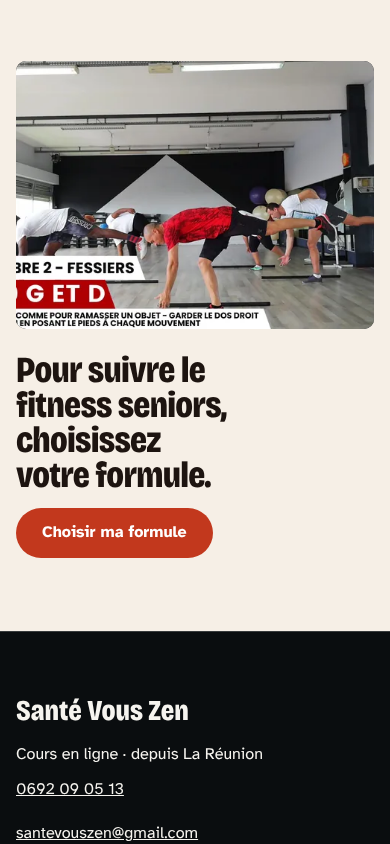 BRE 2 – FESSIERS
G ET D
COMME POUR RAMASSER UN OBJET – GARDER LE DOS DROIT
EN POSANT LE PIEDS À CHAQUE MOUVEMENT
Pour suivre le
fitness seniors,
choisissez
votre formule.
Choisir ma formule
Santé Vous Zen
Cours en ligne · depuis La Réunion
0692 09 05 13
santevouszen@gmail.com